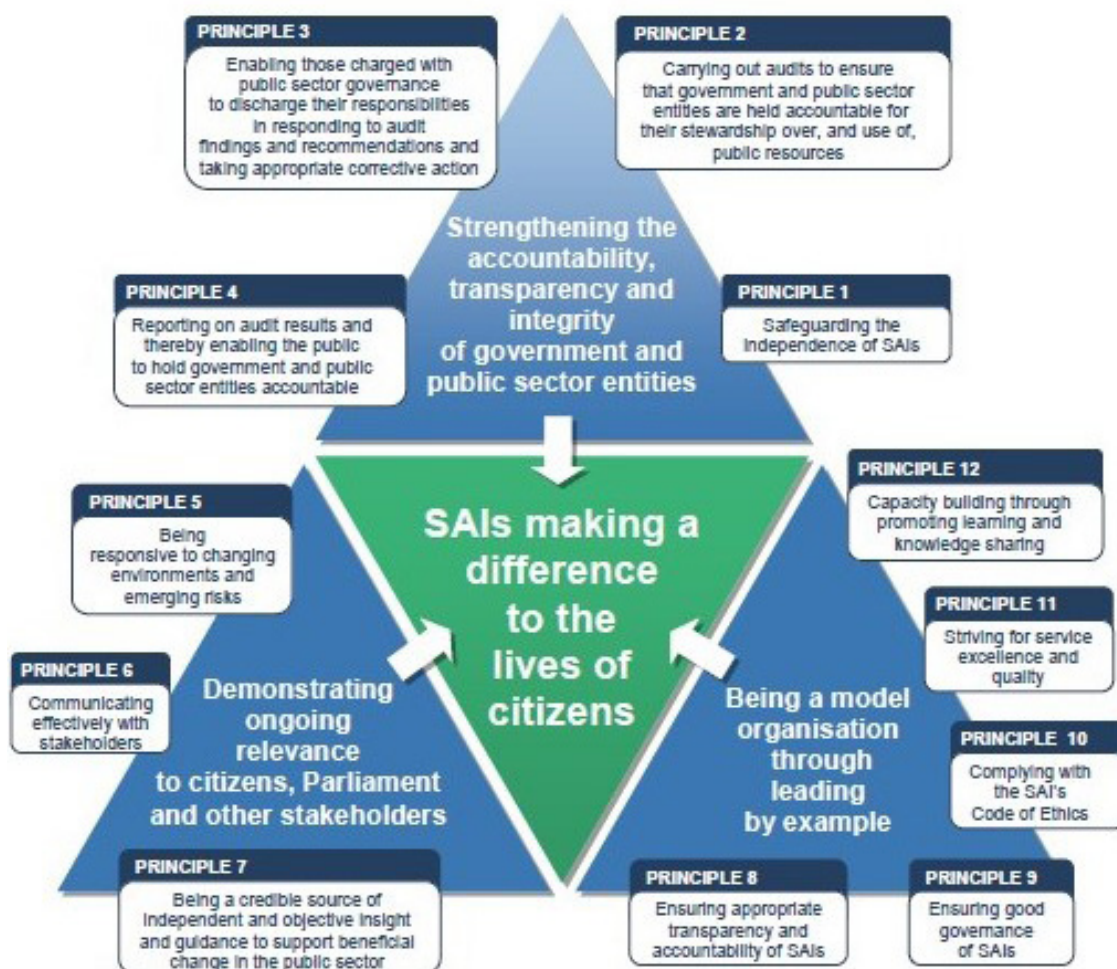 PRINCIPLE 3
Enabling those charged with
public sector governance
to discharge their responsibilities
in responding to audit
findings and recommendations and
taking appropriate corrective action
PRINCIPLE 2
Carrying out audits to ensure
that government and public sector
entities are held accountable for
their stewardship over, and use of,
public resources
Strengthening the
accountability,
transparency and
integrity
of government and
public sector entities
PRINCIPLE 4
Reporting on audit results and
thereby enabling the public
to hold government and public
sector entities accountable
PRINCIPLE 1
Safeguarding the
independence of SAIs
PRINCIPLE 5
Being
responsive to changing
environments and
emerging risks
SAIs making a
difference
to the
lives of
citizens
PRINCIPLE 12
Capacity building through
promoting learning and
knowledge sharing
PRINCIPLE 11
Striving for service
excellence and
quality
PRINCIPLE 6
Communicating
effectively with
stakeholders
Demonstrating
ongoing
relevance
to citizens, Parliament
and other stakeholders
Being a model
organisation
through
leading
by example
PRINCIPLE 10
Complying with
the SAI's
Code of Ethics
PRINCIPLE 7
Being a credible source of
independent and objective insight
and guidance to support beneficial
change in the public sector
PRINCIPLE 8
Ensuring appropriate
transparency and
accountability of SAIs
PRINCIPLE 9
Ensuring good
governance
of SAIs